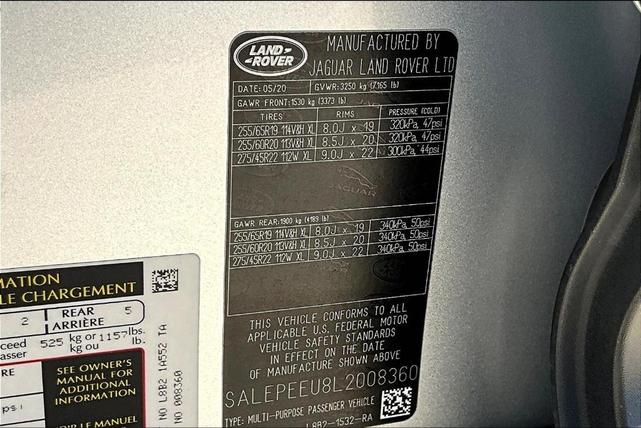 LAND ROVER
MANUFACTURED BY
JAGUAR LAND ROVER LTD
DATE: 05/20 GVWR: 3250 kg (7165 lb)
GAWR FRONT: 1530 kg (3373 lb)
TIRES RIMS PRESSURE (COLD)
255/65R19 114V&H XL 8.0J x 19 320kPa, 47psi
255/60R20 113V&H XL 8.5J x 20 320kPa, 47psi
275/45R22 112W XL 9.0J x 22 300kPa, 44psi
JAGUAR
GAWR REAR: 1900 kg (4189 lb)
255/65R19 114V&H XL 8.0J x 19 340kPa, 50psi
255/60R20 113V&H XL 8.5J x 20 340kPa, 50psi
275/45R22 112W XL 9.0J x 22 340kPa, 50psi
THIS VEHICLE CONFORMS TO ALL
APPLICABLE U.S. FEDERAL MOTOR
VEHICLE SAFETY STANDARDS
IN EFFECT ON THE DATE
OF MANUFACTURE SHOWN ABOVE
SALEPEEU8L2008360
TYPE: MULTI-PURPOSE PASSENGER VEHICLE
L8B2-1532-RA
MATION
LE CHARGEMENT
2 REAR 5
ARRIÈRE
ceed 525 kg or 1157lbs.
asser kg ou lb.
RE
SEE OWNER'S
MANUAL FOR
ADDITIONAL
INFORMATION
PSI
OIR LE MANUEL
NO L8B2 1A552 TA
NO 008360